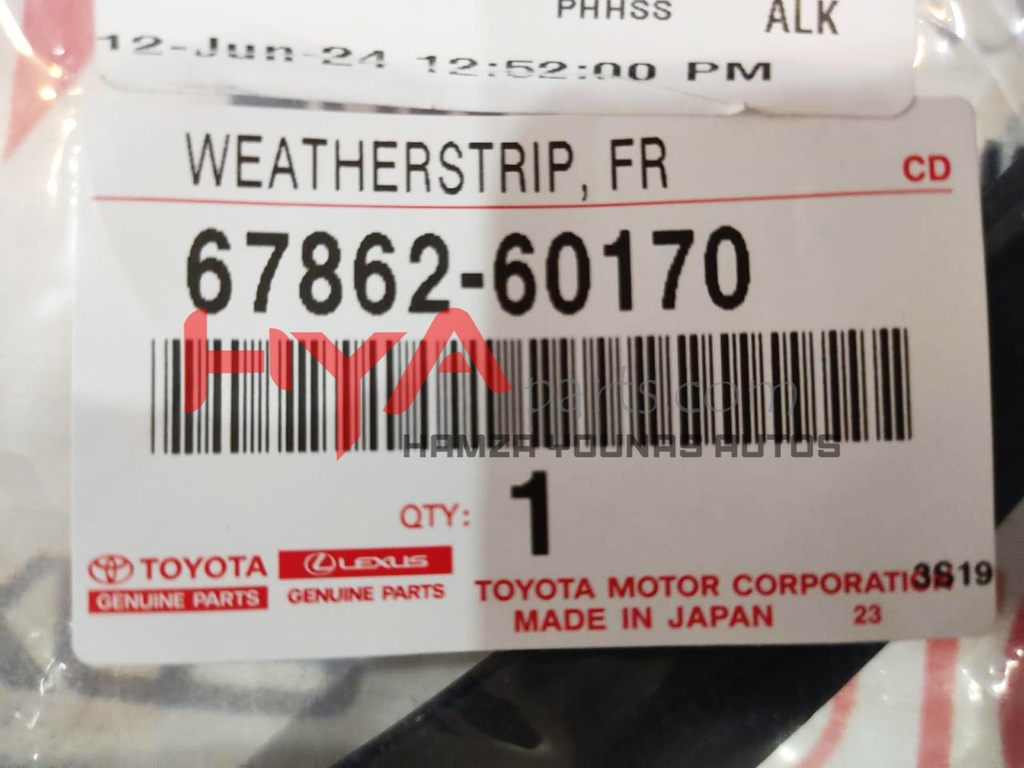 PHHSS ALK
12-Jun-24 12:52:00 PM
WEATHERSTRIP, FR
CD
67862-60170
HYA
parts.com
HAMZA YOUNAS AUTOS
QTY: 1
TOYOTA
GENUINE PARTS
LEXUS
GENUINE PARTS
TOYOTA MOTOR CORPORATION
3S19
MADE IN JAPAN 23